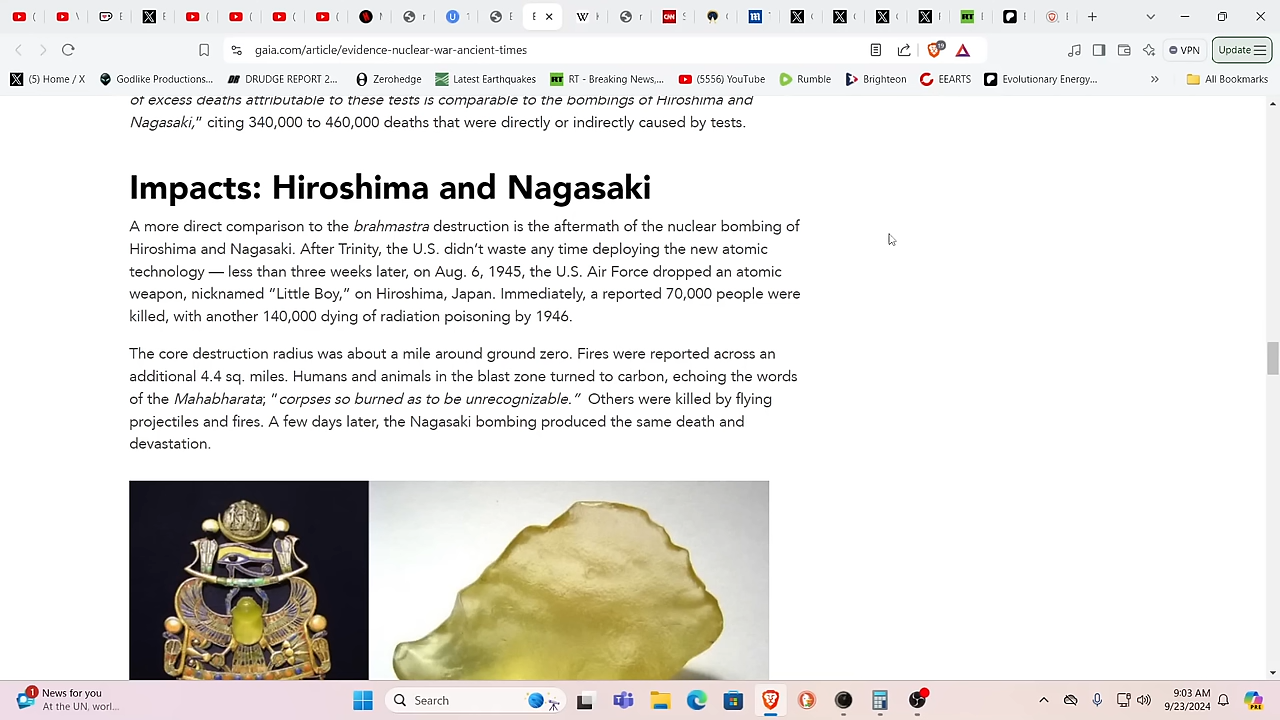 gaia.com/article/evidence-nuclear-war-ancient-times
19
VPN
Update
(5) Home / X
Godlike Productions...
DRUDGE REPORT 2...
Zerohedge
Latest Earthquakes
RT - Breaking News,...
(5556) YouTube
Rumble
Brighteon
EEARTS
Evolutionary Energy...
»
All Bookmarks
of excess deaths attributable to these tests is comparable to the bombings of Hiroshima and
Nagasaki,” citing 340,000 to 460,000 deaths that were directly or indirectly caused by tests.
Impacts: Hiroshima and Nagasaki
A more direct comparison to the brahmastra destruction is the aftermath of the nuclear bombing of
Hiroshima and Nagasaki. After Trinity, the U.S. didn’t waste any time deploying the new atomic
technology — less than three weeks later, on Aug. 6, 1945, the U.S. Air Force dropped an atomic
weapon, nicknamed “Little Boy,” on Hiroshima, Japan. Immediately, a reported 70,000 people were
killed, with another 140,000 dying of radiation poisoning by 1946.
The core destruction radius was about a mile around ground zero. Fires were reported across an
additional 4.4 sq. miles. Humans and animals in the blast zone turned to carbon, echoing the words
of the Mahabharata; “corpses so burned as to be unrecognizable.” Others were killed by flying
projectiles and fires. A few days later, the Nagasaki bombing produced the same death and
devastation.
1
News for you
At the UN, worl...
Search
9:03 AM
9/23/2024
PRE